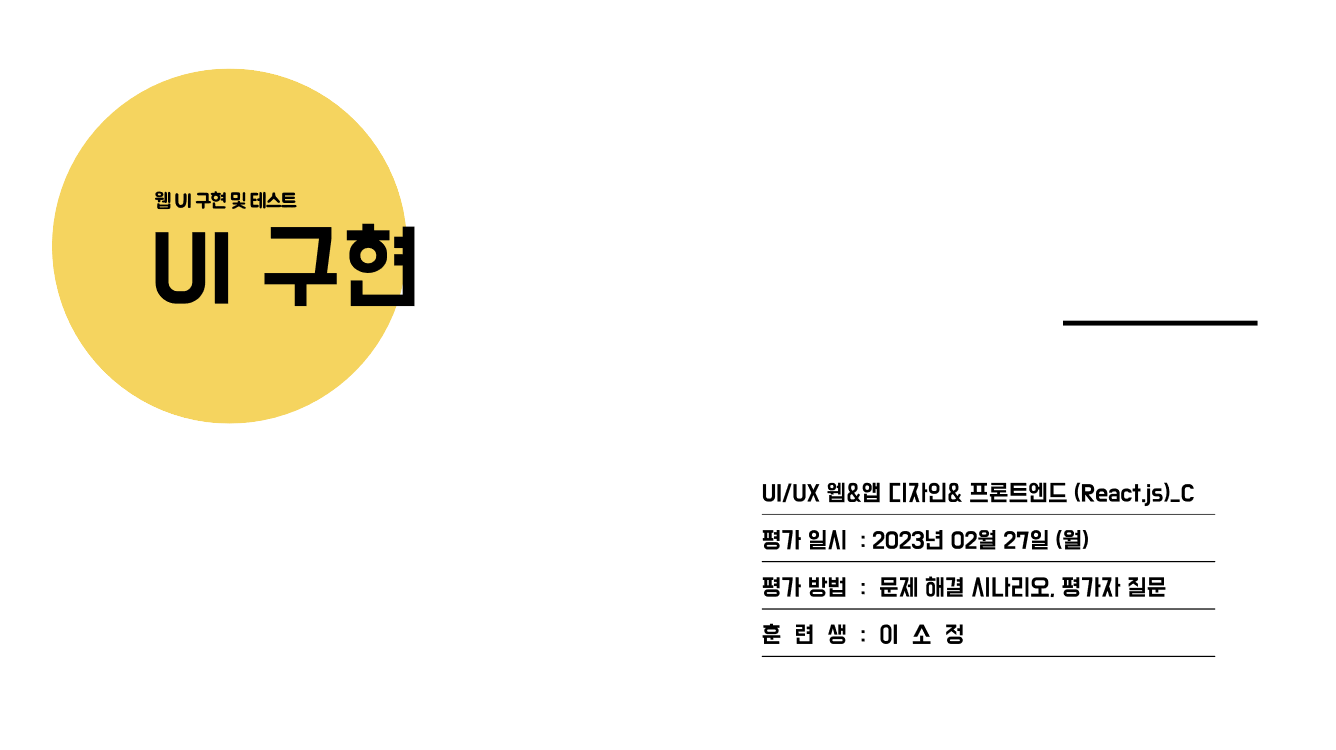 웹 UI 구현 및 테스트
UI 구현
UI/UX 웹&앱 디자인& 프론트엔드 (React.js)_C
평가 일시 : 2023년 02월 27일 (월)
평가 방법 : 문제 해결 시나리오, 평가자 질문
훈 련 생 : 이 소 정